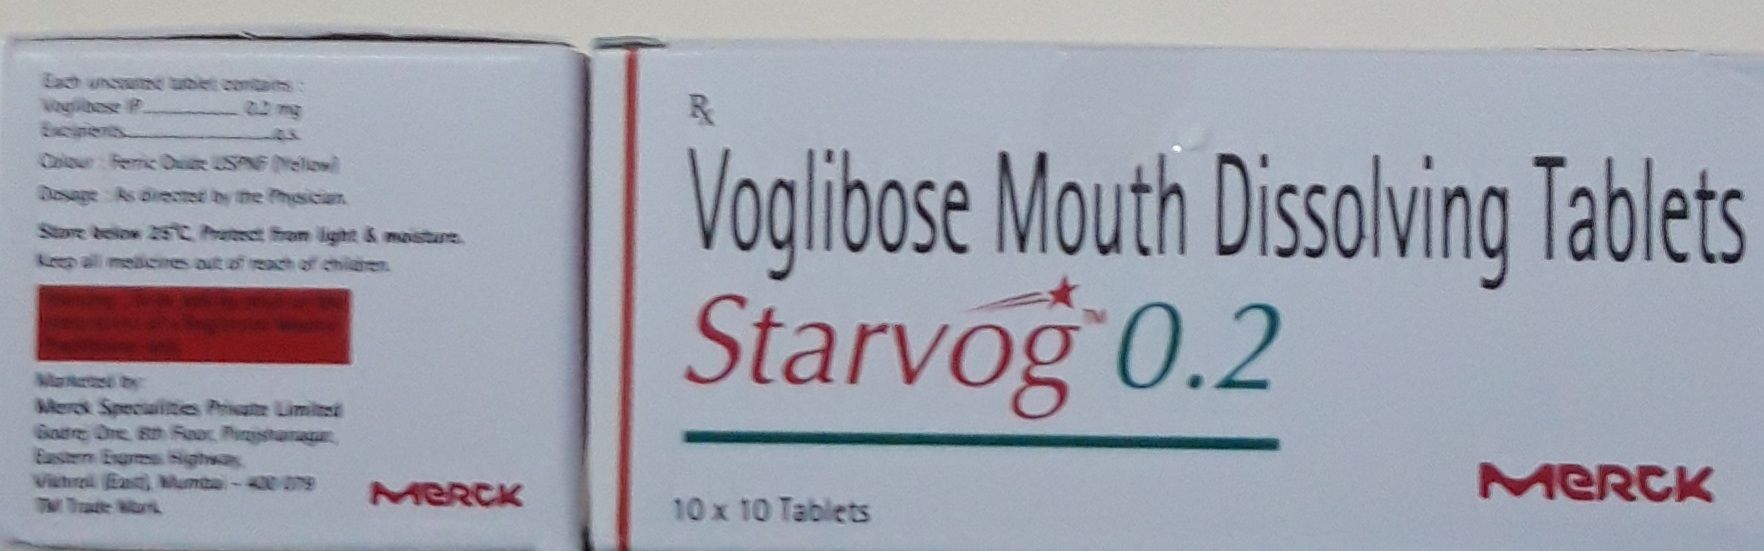 Each uncoated tablet contains :
Voglibose IP 0.2 mg
Excipients q.s.
Colour : Ferric Oxide USPNF (Yellow)
Dosage : As directed by the Physician.
Store below 25°C. Protect from light & moisture.
Keep all medicines out of reach of children.
Marketed by:
Merck Specialities Private Limited
Godrej One, 8th Floor, Pirojshanagar,
Eastern Express Highway,
Vikhroli (East), Mumbai - 400 079
TM Trade Mark
MERCK
Rx
Voglibose Mouth Dissolving Tablets
Starvog™ 0.2
10 x 10 Tablets
MERCK